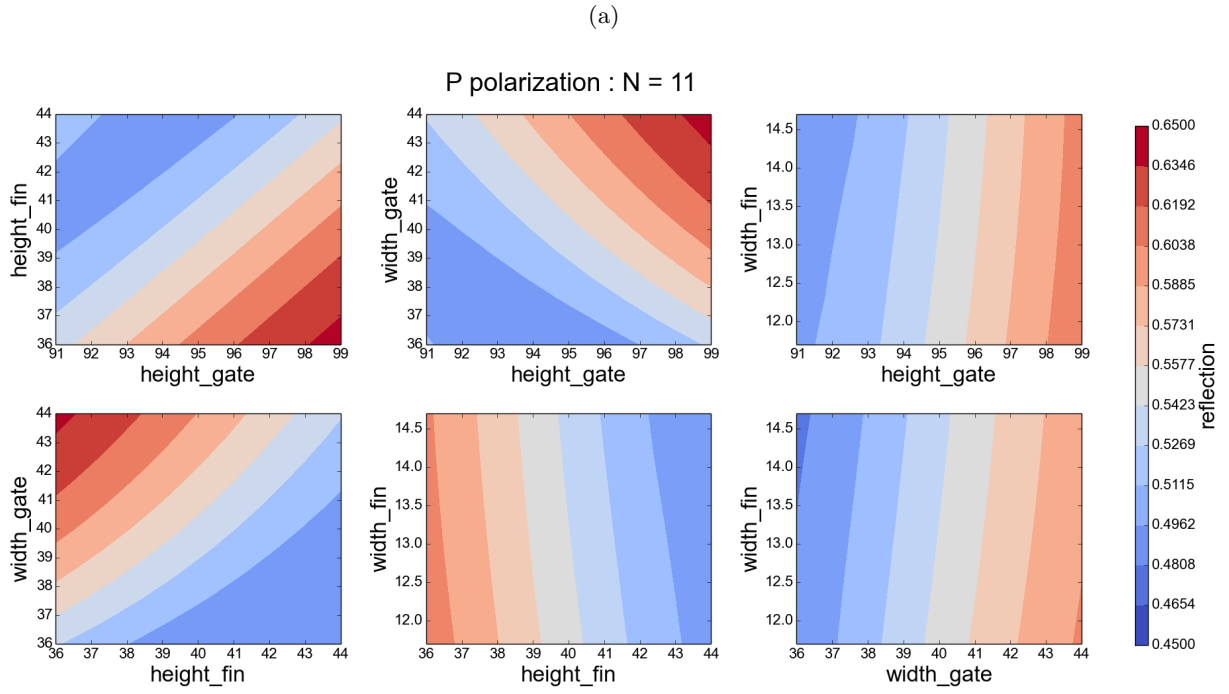 (a)
P polarization : N = 11
44
43
42
41
40
39
38
37
36
height_fin
91 92 93 94 95 96 97 98 99
height_gate
44
43
42
41
40
39
38
37
36
width_gate
91 92 93 94 95 96 97 98 99
height_gate
14.5
14.0
13.5
13.0
12.5
12.0
width_fin
91 92 93 94 95 96 97 98 99
height_gate
44
43
42
41
40
39
38
37
36
width_gate
36 37 38 39 40 41 42 43 44
height_fin
14.5
14.0
13.5
13.0
12.5
12.0
width_fin
36 37 38 39 40 41 42 43 44
height_fin
14.5
14.0
13.5
13.0
12.5
12.0
width_fin
36 37 38 39 40 41 42 43 44
width_gate
0.6500
0.6346
0.6192
0.6038
0.5885
0.5731
0.5577
0.5423
0.5269
0.5115
0.4962
0.4808
0.4654
0.4500
reflection